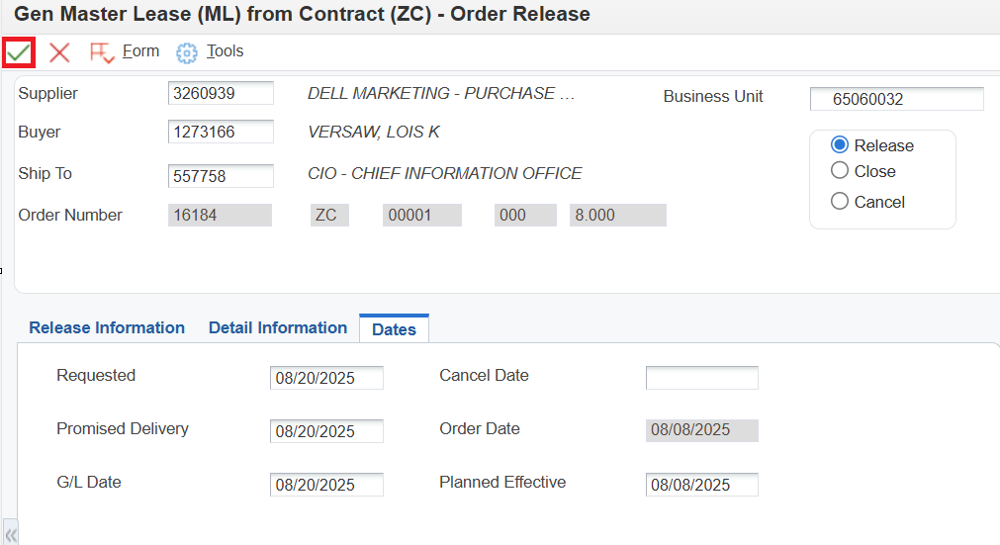 Gen Master Lease (ML) from Contract (ZC) - Order Release
Form Tools
Supplier 3260939 DELL MARKETING - PURCHASE ... Business Unit 65060032
Buyer 1273166 VERSAW, LOIS K
Release
Close
Cancel
Ship To 557758 CIO - CHIEF INFORMATION OFFICE
Order Number 16184 ZC 00001 000 8.000
Release Information Detail Information Dates
Requested 08/20/2025 Cancel Date
Promised Delivery 08/20/2025 Order Date 08/08/2025
G/L Date 08/20/2025 Planned Effective 08/08/2025